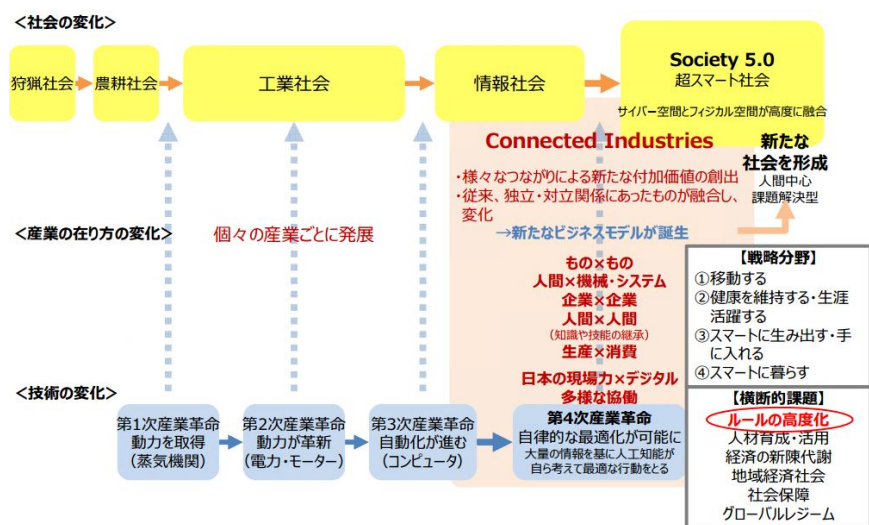 <社会の変化>
狩猟社会
農耕社会
工業社会
情報社会
Society 5.0
超スマート社会
サイバー空間とフィジカル空間が高度に融合
Connected Industries
・様々なつながりによる新たな付加価値の創出
・従来、独立・対立関係にあったものが融合し、
変化
→新たなビジネスモデルが誕生
新たな
社会を形成
人間中心
課題解決型
<産業の在り方の変化>
個々の産業ごとに発展
もの×もの
人間×機械・システム
企業×企業
人間×人間
(知識や技能の継承)
生産×消費
日本の現場力×デジタル
多様な協働
【戦略分野】
①移動する
②健康を維持する・生涯
活躍する
③スマートに生み出す・手
に入れる
④スマートに暮らす
<技術の変化>
第1次産業革命
動力を取得
(蒸気機関)
第2次産業革命
動力が革新
(電力・モーター)
第3次産業革命
自動化が進む
(コンピュータ)
第4次産業革命
自律的な最適化が可能に
大量の情報を基に人工知能が
自ら考えて最適な行動をとる
【横断的課題】
ルールの高度化
人材育成・活用
経済の新陳代謝
地域経済社会
社会保障
グローバルレジーム